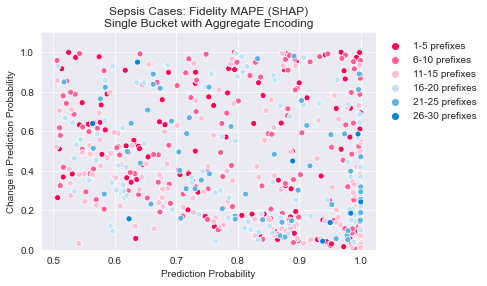 Sepsis Cases: Fidelity MAPE (SHAP)
Single Bucket with Aggregate Encoding
Change in Prediction Probability
1.0
0.8
0.6
0.4
0.2
0.0
0.5
0.6
0.7
0.8
0.9
1.0
Prediction Probability
1-5 prefixes
6-10 prefixes
11-15 prefixes
16-20 prefixes
21-25 prefixes
26-30 prefixes